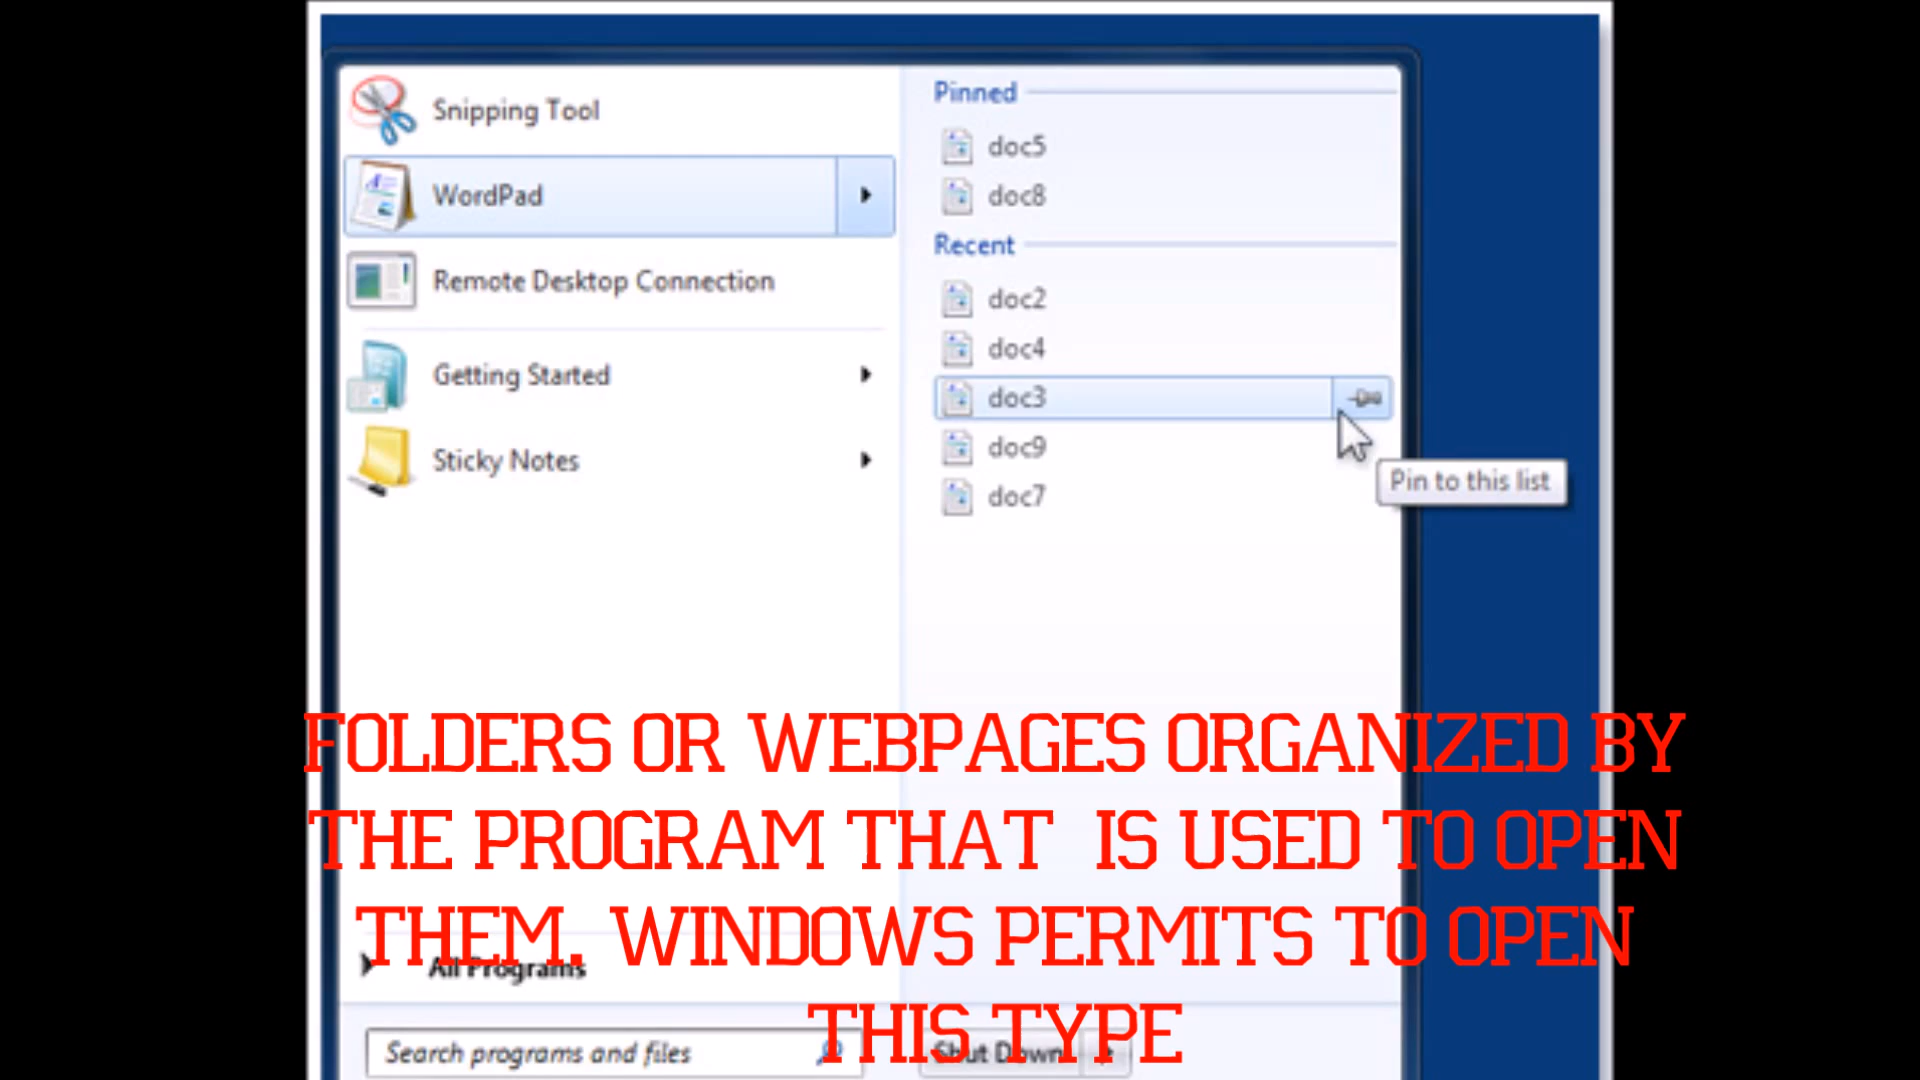 Snipping Tool
WordPad
Remote Desktop Connection
Getting Started
Sticky Notes
Pinned
doc5
doc8
Recent
doc2
doc4
doc3
doc9
doc7
Pin to this list
FOLDERS OR WEBPAGES ORGANIZED BY
THE PROGRAM THAT IS USED TO OPEN
THEM. WINDOWS PERMITS TO OPEN
THIS TYPE
All Programs
Search programs and files
Shut Down